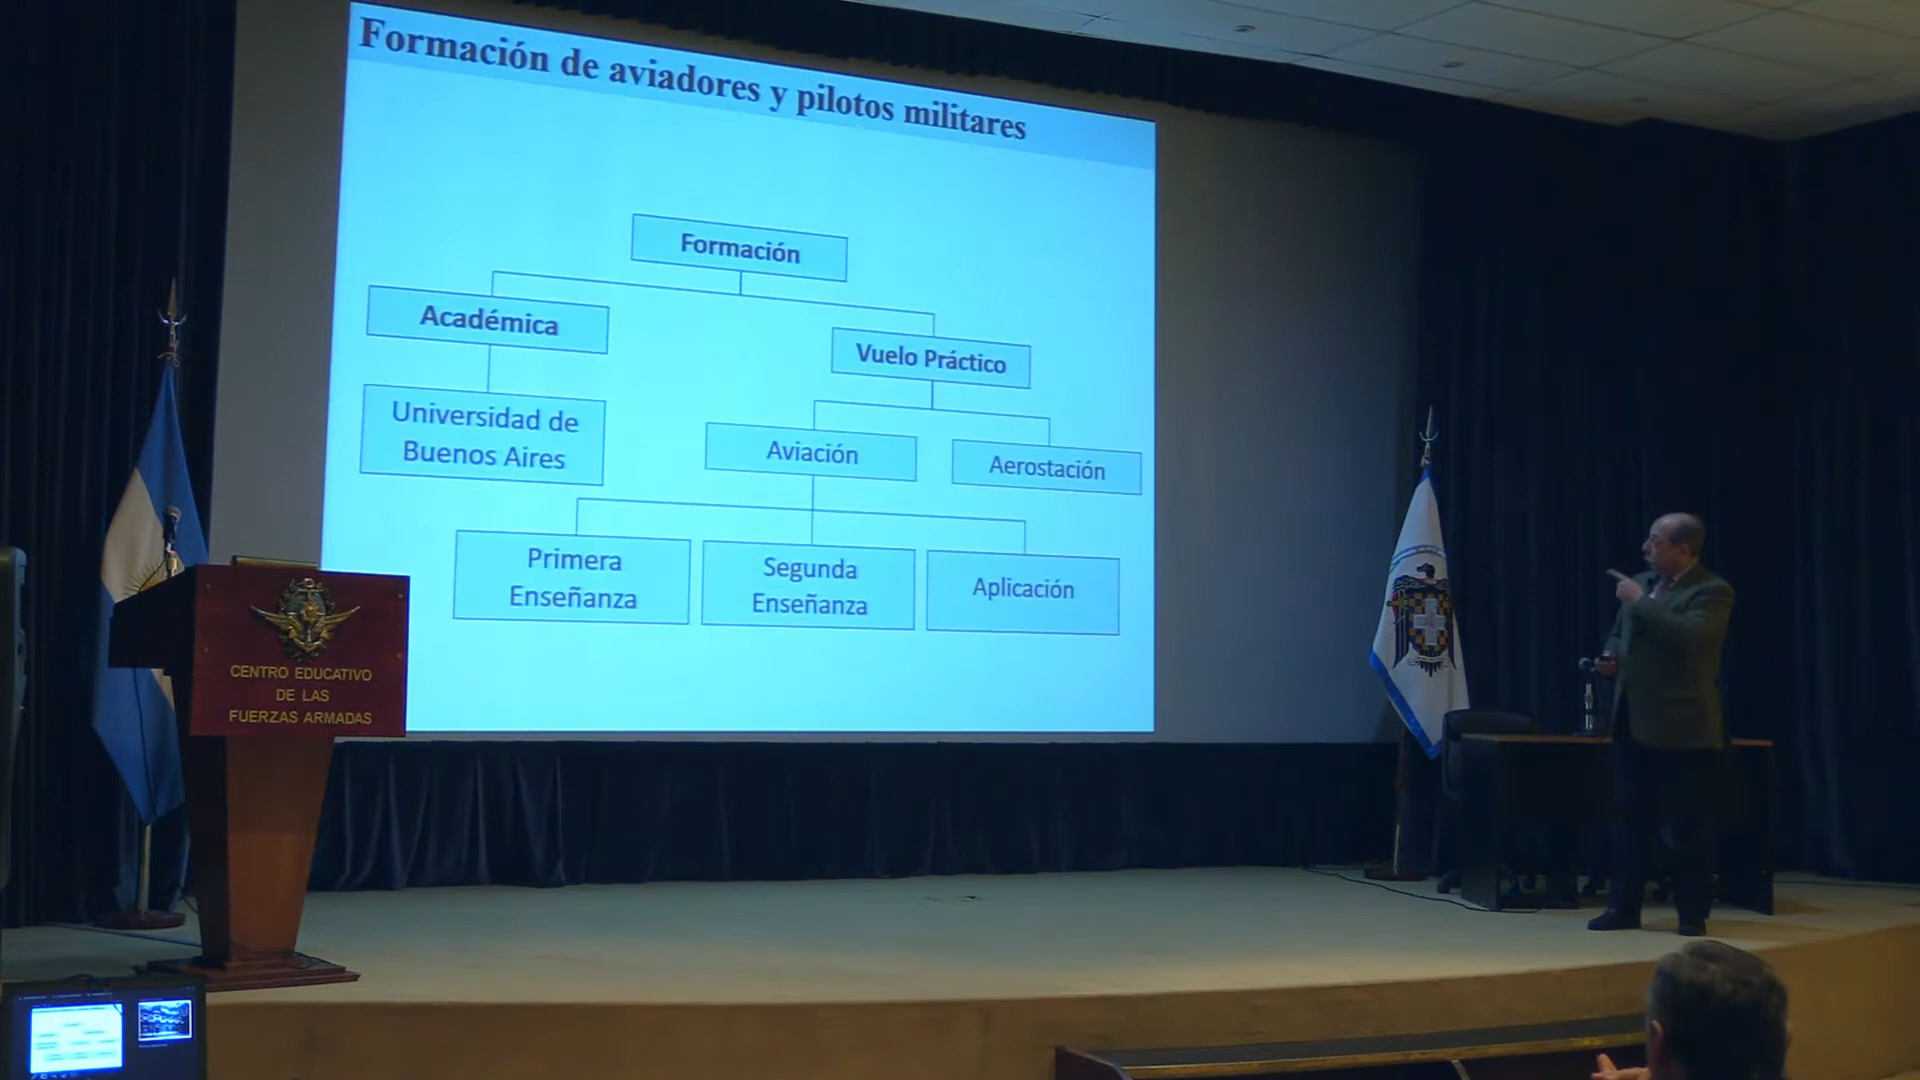 Formación de aviadores y pilotos militares
Formación
Académica
Vuelo Práctico
Universidad de
Buenos Aires
Aviación
Aerostación
Primera
Enseñanza
Segunda
Enseñanza
Aplicación
CENTRO EDUCATIVO
DE LAS
FUERZAS ARMADAS